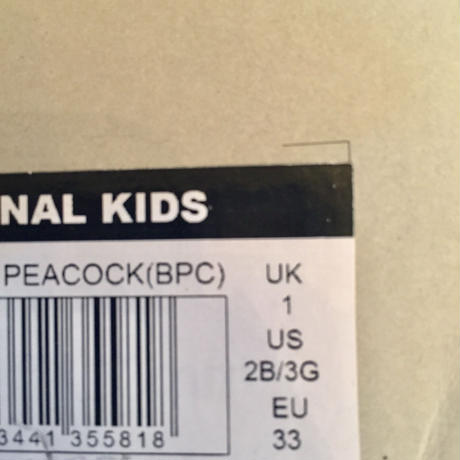 NAL KIDS
PEACOCK(BPC)
UK
1
US
2B/3G
EU
33
3441 355818